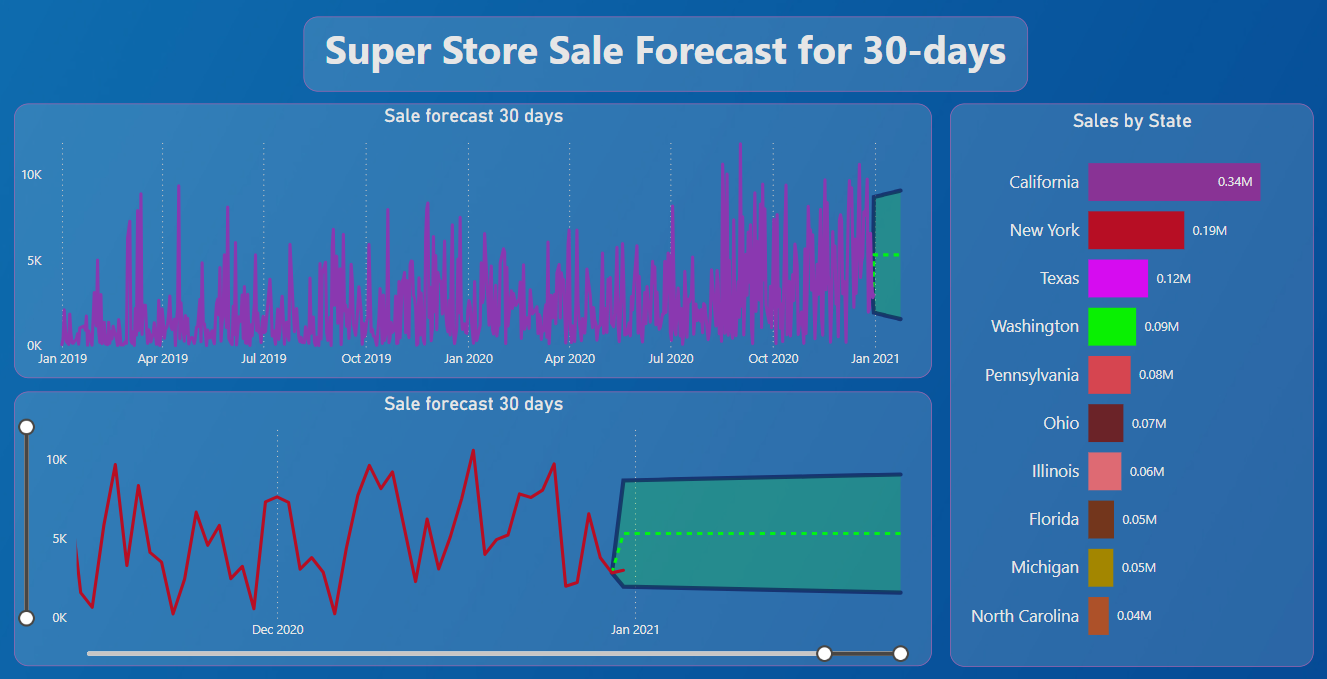 Super Store Sale Forecast for 30-days
Sale forecast 30 days
10K
5K
0K
Jan 2019 Apr 2019 Jul 2019 Oct 2019 Jan 2020 Apr 2020 Jul 2020 Oct 2020 Jan 2021
Sale forecast 30 days
10K
5K
0K
Dec 2020 Jan 2021
Sales by State
California 0.34M
New York 0.19M
Texas 0.12M
Washington 0.09M
Pennsylvania 0.08M
Ohio 0.07M
Illinois 0.06M
Florida 0.05M
Michigan 0.05M
North Carolina 0.04M